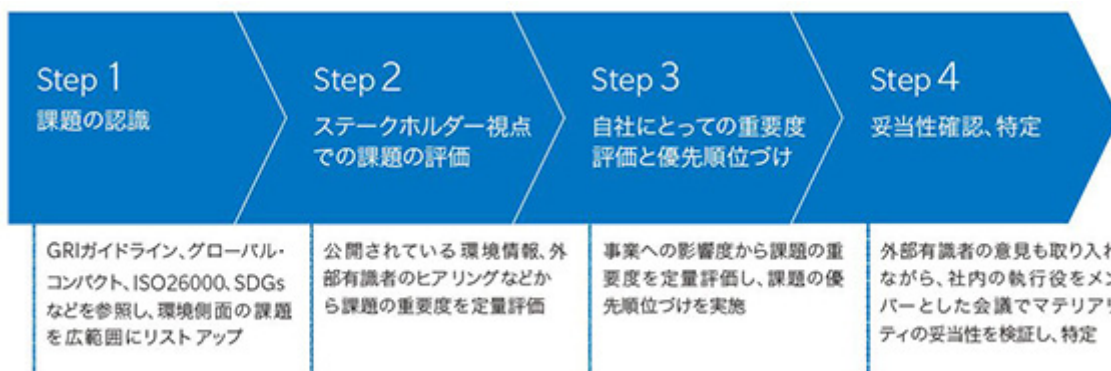 Step 1
課題の認識
GRIガイドライン、グローバル・
コンパクト、ISO26000、SDGs
などを参照し、環境側面の課題
を広範囲にリストアップ
Step 2
ステークホルダー視点
での課題の評価
公開されている環境情報、外
部有識者のヒアリングなどか
ら課題の重要度を定量評価
Step 3
自社にとっての重要度
評価と優先順位づけ
事業への影響度から課題の重
要度を定量評価し、課題の優
先順位づけを実施
Step 4
妥当性確認、特定
外部有識者の意見も取り入れ
ながら、社内の執行役をメン
バーとした会議でマテリアリ
ティの妥当性を検証し、特定